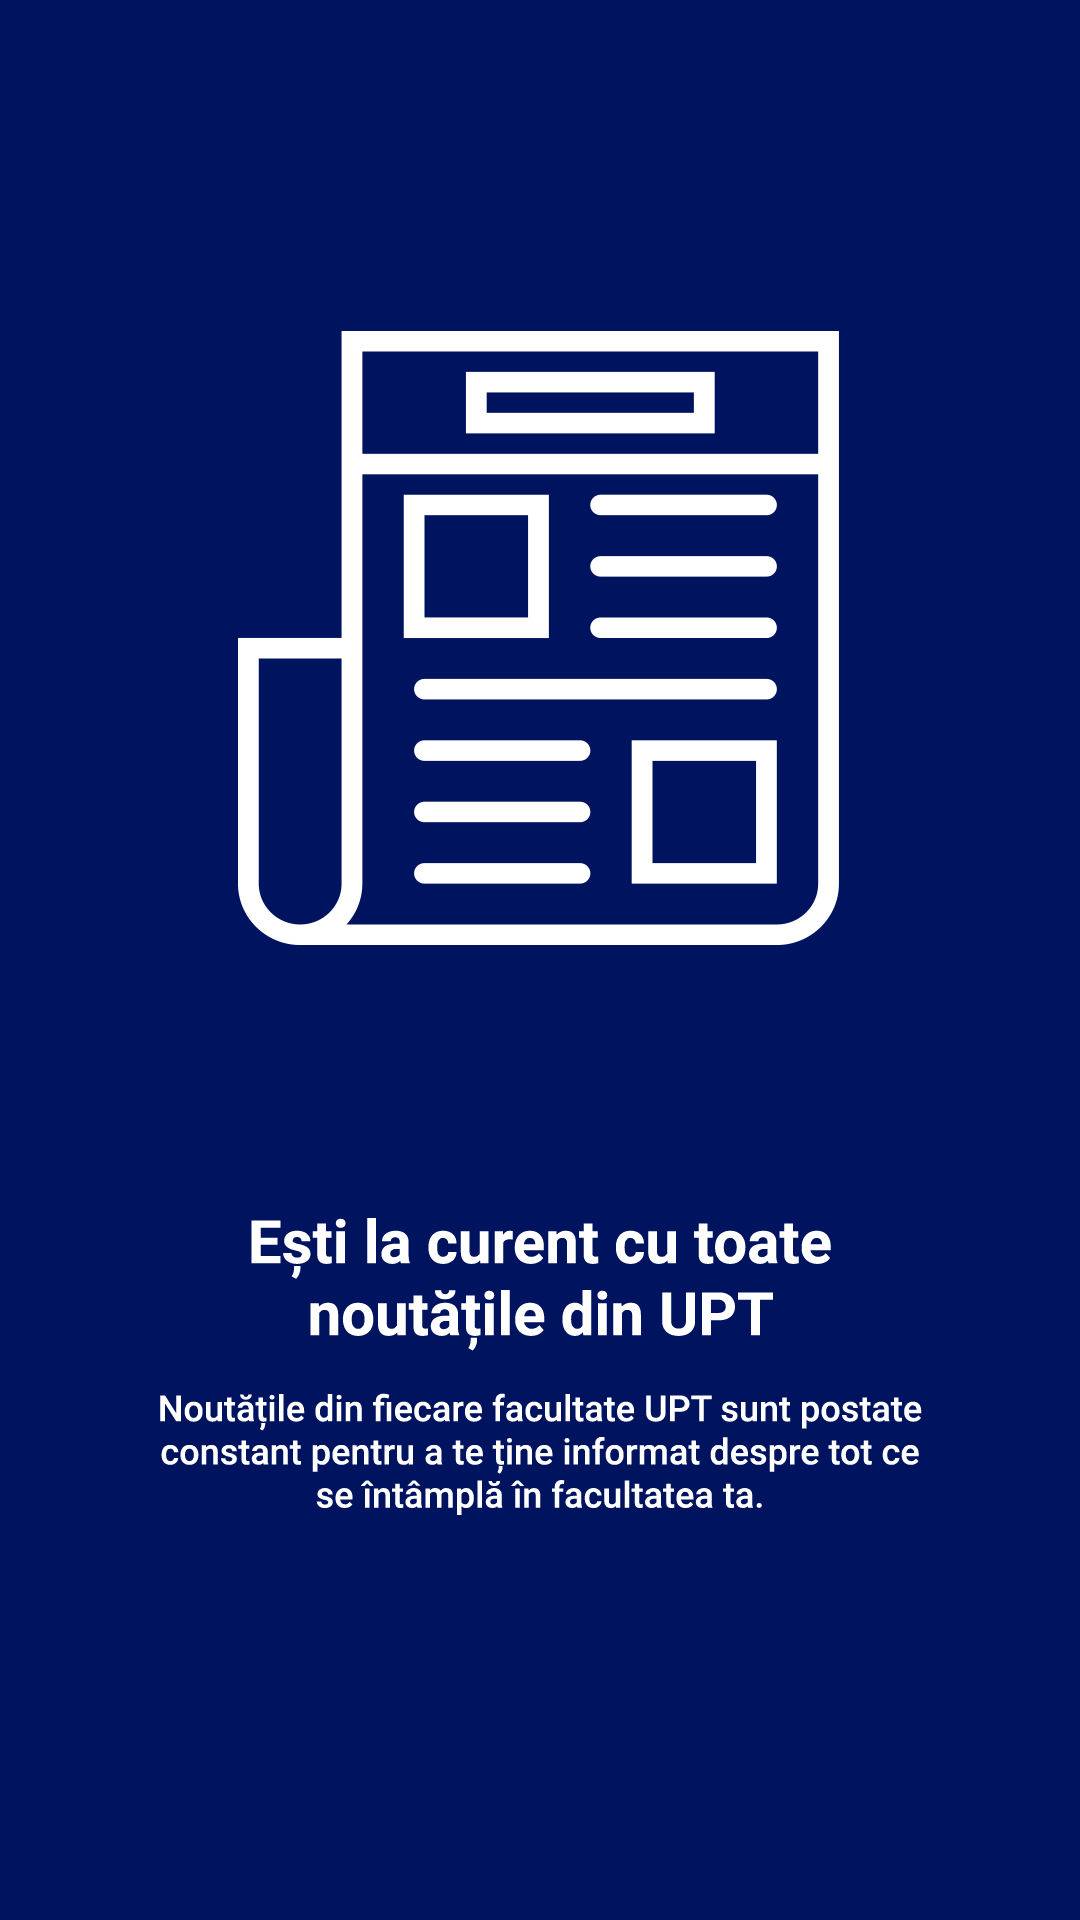 Ești la curent cu toate
noutățile din UPT
Noutățile din fiecare facultate UPT sunt postate
constant pentru a te ține informat despre tot ce
se întâmplă în facultatea ta.